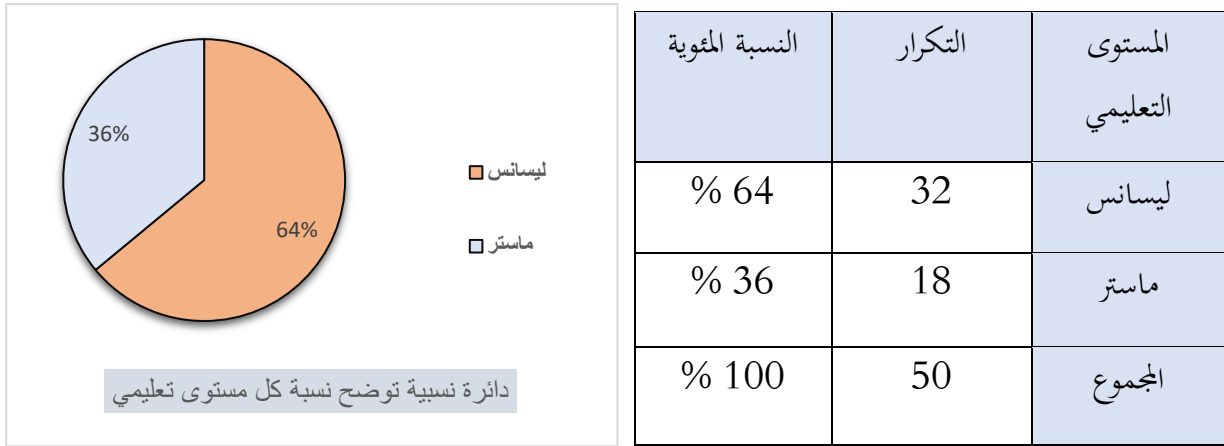 المستوى التعليمي التكرار النسبة المئوية
ليسانس 32 64 %
ماستر 18 36 %
المجموع 50 100 %
36%
64%
ليسانس
ماستر
دائرة نسبية توضح نسبة كل مستوى تعليمي